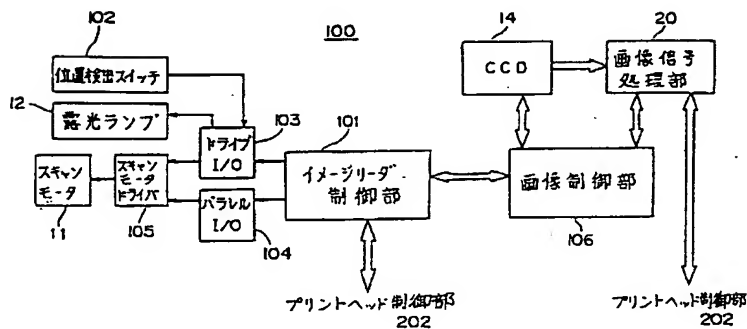 102
100
14
20
位置検出スイッチ
CCD
画像信号
処理部
12
露光ランプ
103
101
ドライブ
I/O
イメージリーダ
制御部
画像制御部
スキャン
モータ
スキャン
モータ
ドライバ
パラレル
I/O
11
105
104
106
プリントヘッド制御部
202
プリントヘッド制御部
202